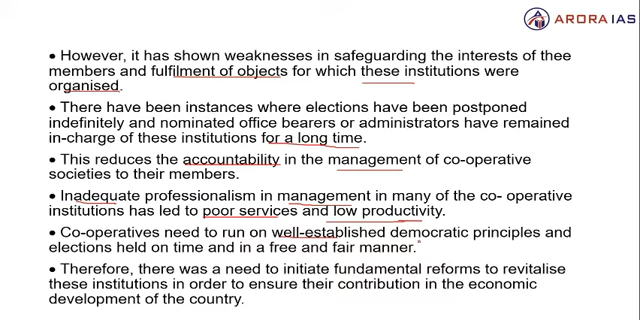 ARORA IAS
• However, it has shown weaknesses in safeguarding the interests of thee
members and fulfilment of objects for which these institutions were
organised.
• There have been instances where elections have been postponed
indefinitely and nominated office bearers or administrators have remained
in-charge of these institutions for a long time.
• This reduces the accountability in the management of co-operative
societies to their members.
• Inadequate professionalism in management in many of the co- operative
institutions has led to poor services and low productivity.
• Co-operatives need to run on well-established democratic principles and
elections held on time and in a free and fair manner.
• Therefore, there was a need to initiate fundamental reforms to revitalise
these institutions in order to ensure their contribution in the economic
development of the country.